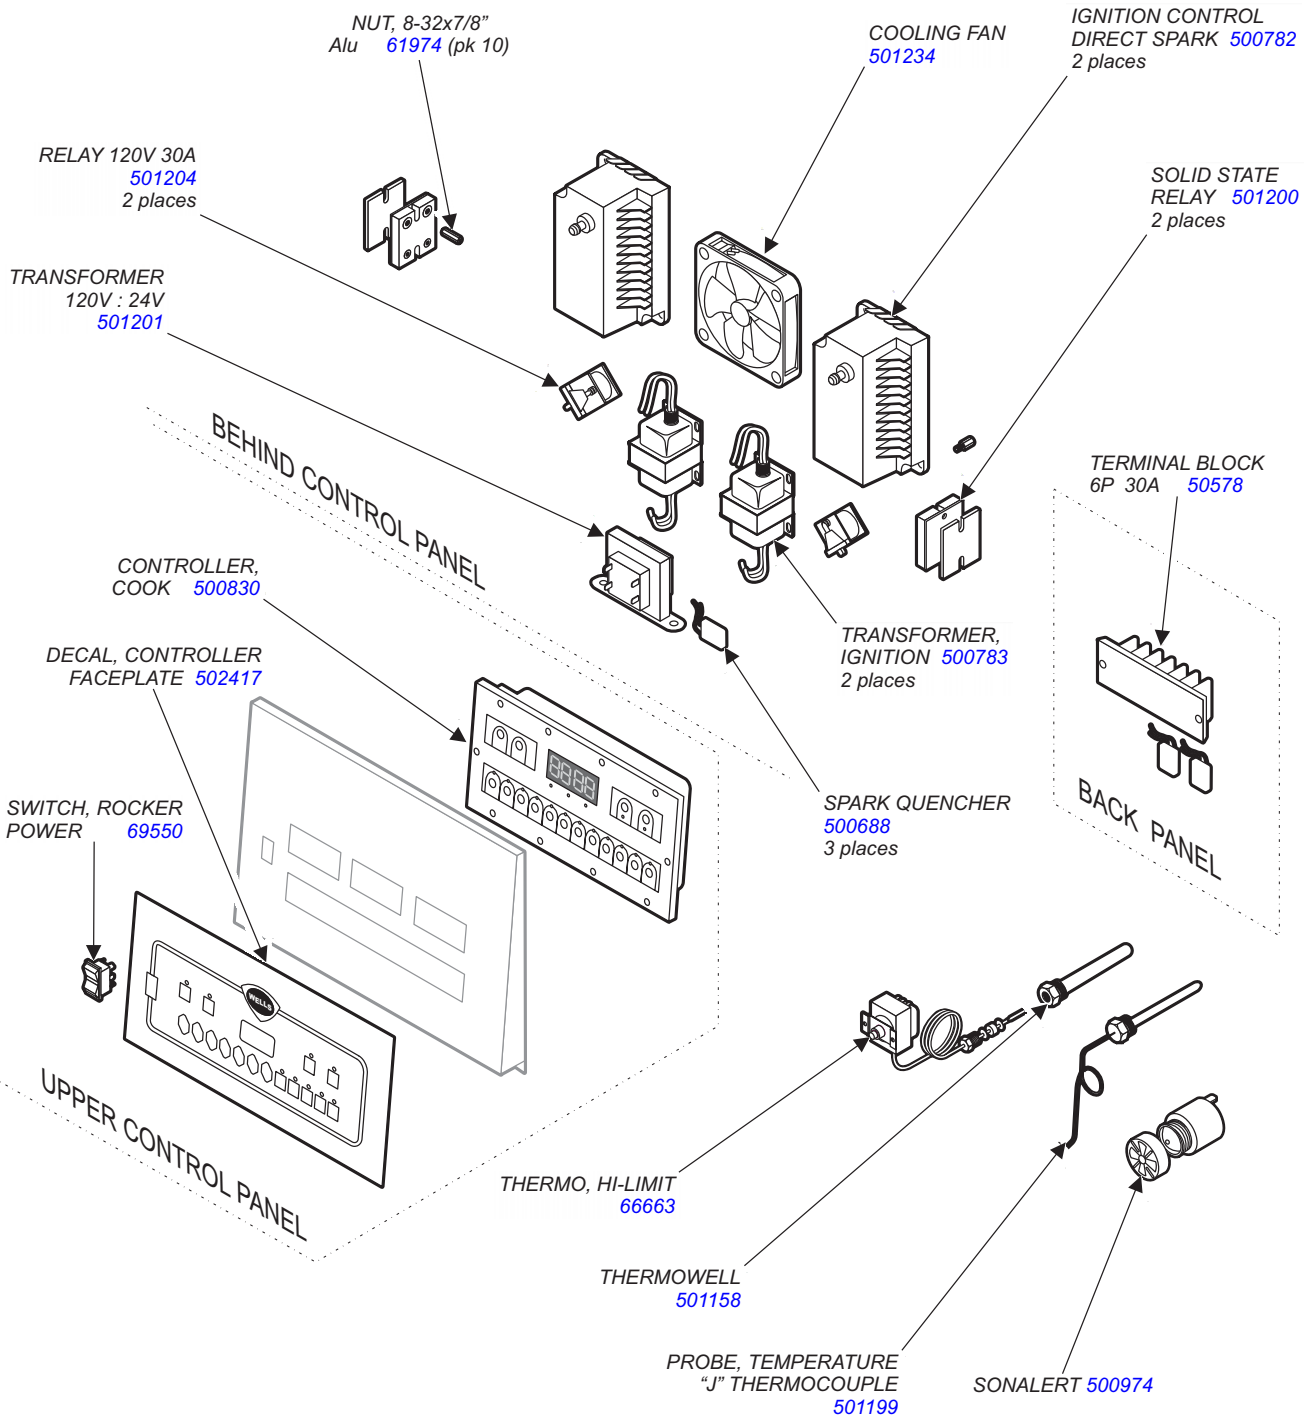 NUT, 8-32x7/8”
Alu 61974 (pk 10)
COOLING FAN
501234
IGNITION CONTROL
DIRECT SPARK 500782
2 places
RELAY 120V 30A
501204
2 places
SOLID STATE
RELAY 501200
2 places
TRANSFORMER
120V : 24V
501201
BEHIND CONTROL PANEL
TERMINAL BLOCK
6P 30A 50578
CONTROLLER,
COOK 500830
DECAL, CONTROLLER
FACEPLATE 502417
TRANSFORMER,
IGNITION 500783
2 places
SWITCH, ROCKER
POWER 69550
SPARK QUENCHER
500688
3 places
BACK PANEL
8888
WELLS
UPPER CONTROL PANEL
THERMO, HI-LIMIT
66663
THERMOWELL
501158
PROBE, TEMPERATURE
“J” THERMOCOUPLE
501199
SONALERT 500974